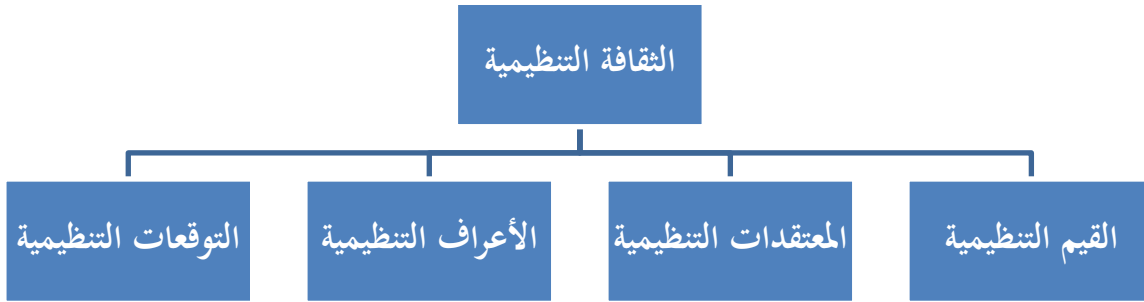 الثقافة التنظيمية
القيم التنظيمية
المعتقدات التنظيمية
الأعراف التنظيمية
التوقعات التنظيمية